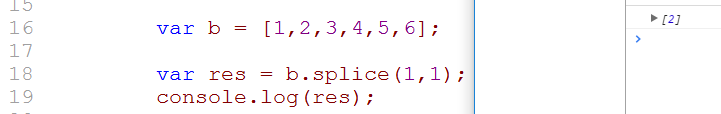 15
16 var b = [1,2,3,4,5,6];
17
18 var res = b.splice(1,1);
19 console.log(res);
▶[2]
>